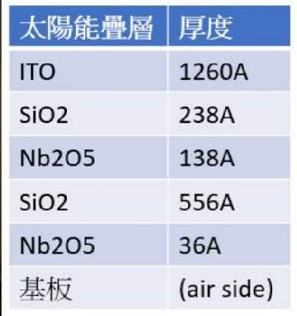 太陽能疊層 厚度
ITO 1260A
SiO2 238A
Nb2O5 138A
SiO2 556A
Nb2O5 36A
基板 (air side)